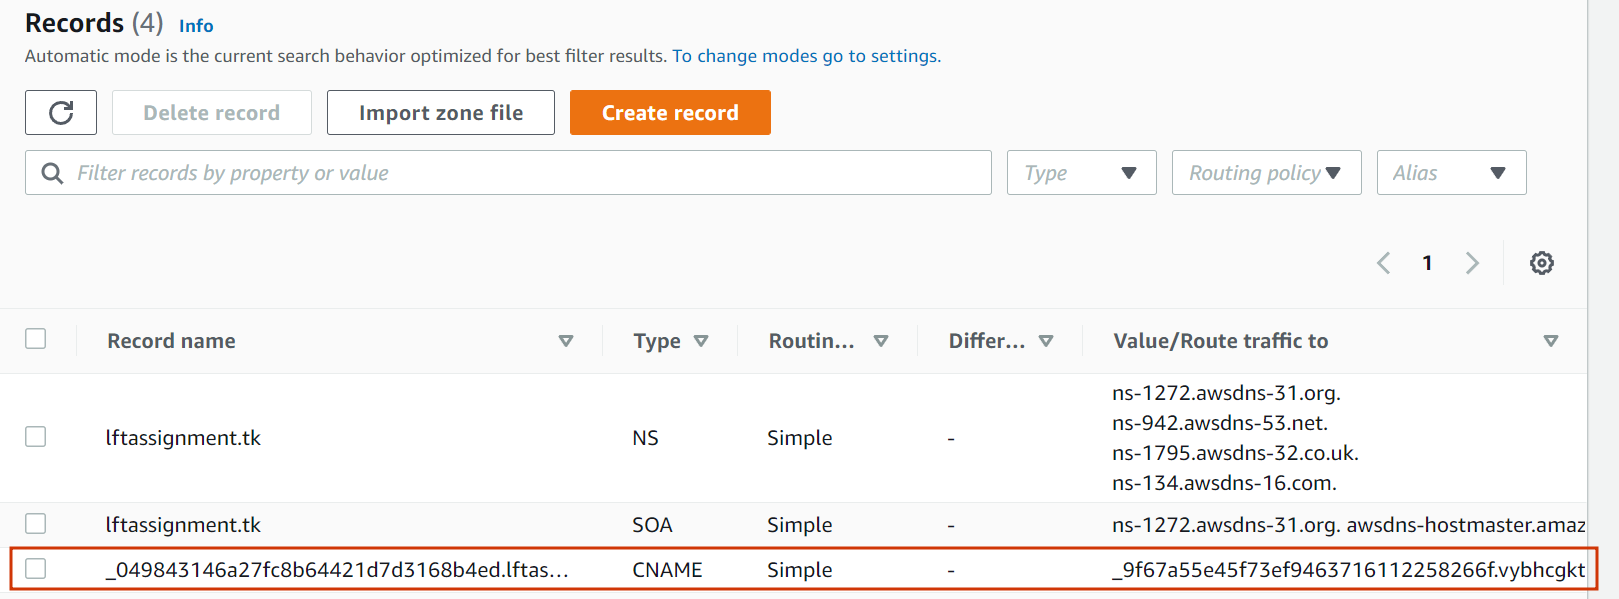 Records (4) Info
Automatic mode is the current search behavior optimized for best filter results. To change modes go to settings.
Delete record Import zone file Create record
Filter records by property or value Type Routing policy Alias
1
Record name Type Routin... Differ... Value/Route traffic to
ns-1272.awsdns-31.org.
ns-942.awsdns-53.net.
lftassignment.tk NS Simple -
ns-1795.awsdns-32.co.uk.
ns-134.awsdns-16.com.
lftassignment.tk SOA Simple - ns-1272.awsdns-31.org. awsdns-hostmaster.amaz
_049843146a27fc8b64421d7d3168b4ed.lftas... CNAME Simple - _9f67a55e45f73ef9463716112258266f.vybhcgkt